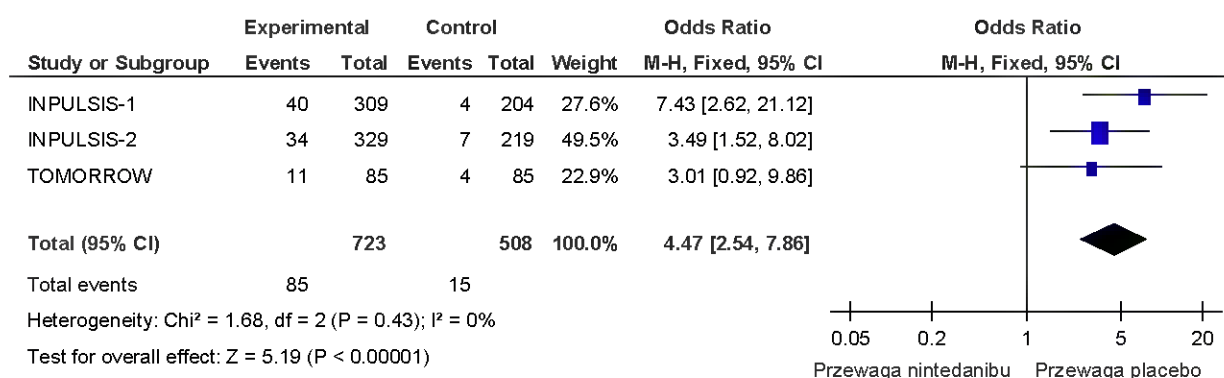 Experimental Control Odds Ratio Odds Ratio
Study or Subgroup Events Total Events Total Weight M-H, Fixed, 95% CI M-H, Fixed, 95% CI
INPULSIS-1 40 309 4 204 27.6% 7.43 [2.62, 21.12]
INPULSIS-2 34 329 7 219 49.5% 3.49 [1.52, 8.02]
TOMORROW 11 85 4 85 22.9% 3.01 [0.92, 9.86]
Total (95% CI) 723 508 100.0% 4.47 [2.54, 7.86]
Total events 85 15
Heterogeneity: Chi² = 1.68, df = 2 (P = 0.43); I² = 0%
Test for overall effect: Z = 5.19 (P < 0.00001)
0.05 0.2 1 5 20
Przewaga nintedanibu Przewaga placebo